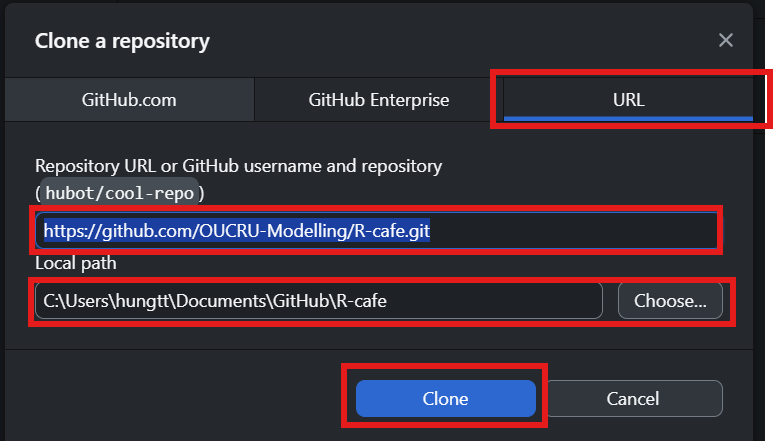 Clone a repository
GitHub.com
GitHub Enterprise
URL
Repository URL or GitHub username and repository
(hubot/cool-repo)
https://github.com/OUCRU-Modelling/R-cafe.git
Local path
C:\Users\hungtt\Documents\GitHub\R-cafe
Choose...
Clone
Cancel